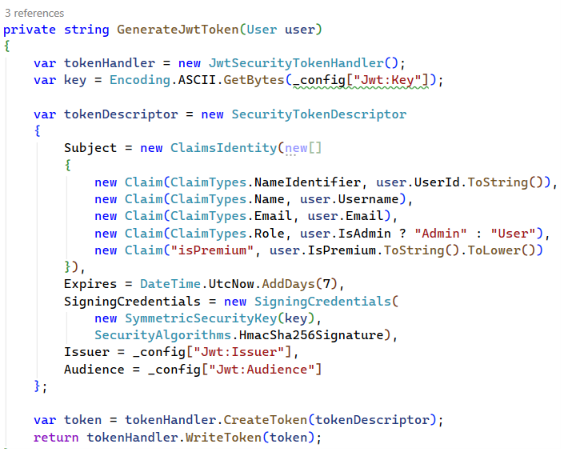 3 references
private string GenerateJwtToken(User user)
{
    var tokenHandler = new JwtSecurityTokenHandler();
    var key = Encoding.ASCII.GetBytes(_config["Jwt:Key"]);

    var tokenDescriptor = new SecurityTokenDescriptor
    {
        Subject = new ClaimsIdentity(new[]
        {
            new Claim(ClaimTypes.NameIdentifier, user.UserId.ToString()),
            new Claim(ClaimTypes.Name, user.Username),
            new Claim(ClaimTypes.Email, user.Email),
            new Claim(ClaimTypes.Role, user.IsAdmin ? "Admin" : "User"),
            new Claim("isPremium", user.IsPremium.ToString().ToLower())
        }),
        Expires = DateTime.UtcNow.AddDays(7),
        SigningCredentials = new SigningCredentials(
            new SymmetricSecurityKey(key),
            SecurityAlgorithms.HmacSha256Signature),
        Issuer = _config["Jwt:Issuer"],
        Audience = _config["Jwt:Audience"]
    };

    var token = tokenHandler.CreateToken(tokenDescriptor);
    return tokenHandler.WriteToken(token);